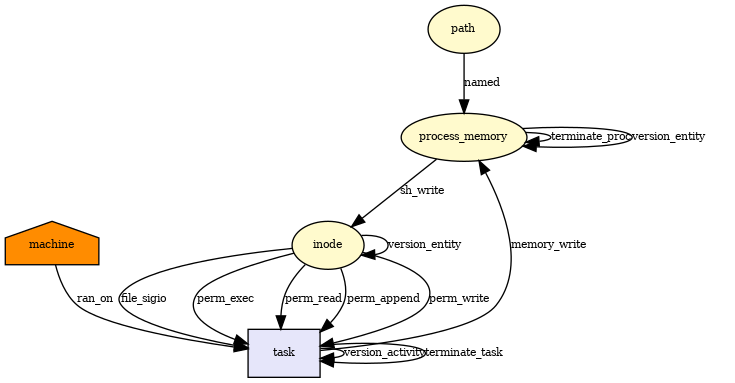 path
named
process_memory
terminate_proc
version_entity
sh_write
machine
inode
version_entity
memory_write
ran_on
file_sigio
perm_exec
perm_read
perm_append
perm_write
task
version_activity
terminate_task